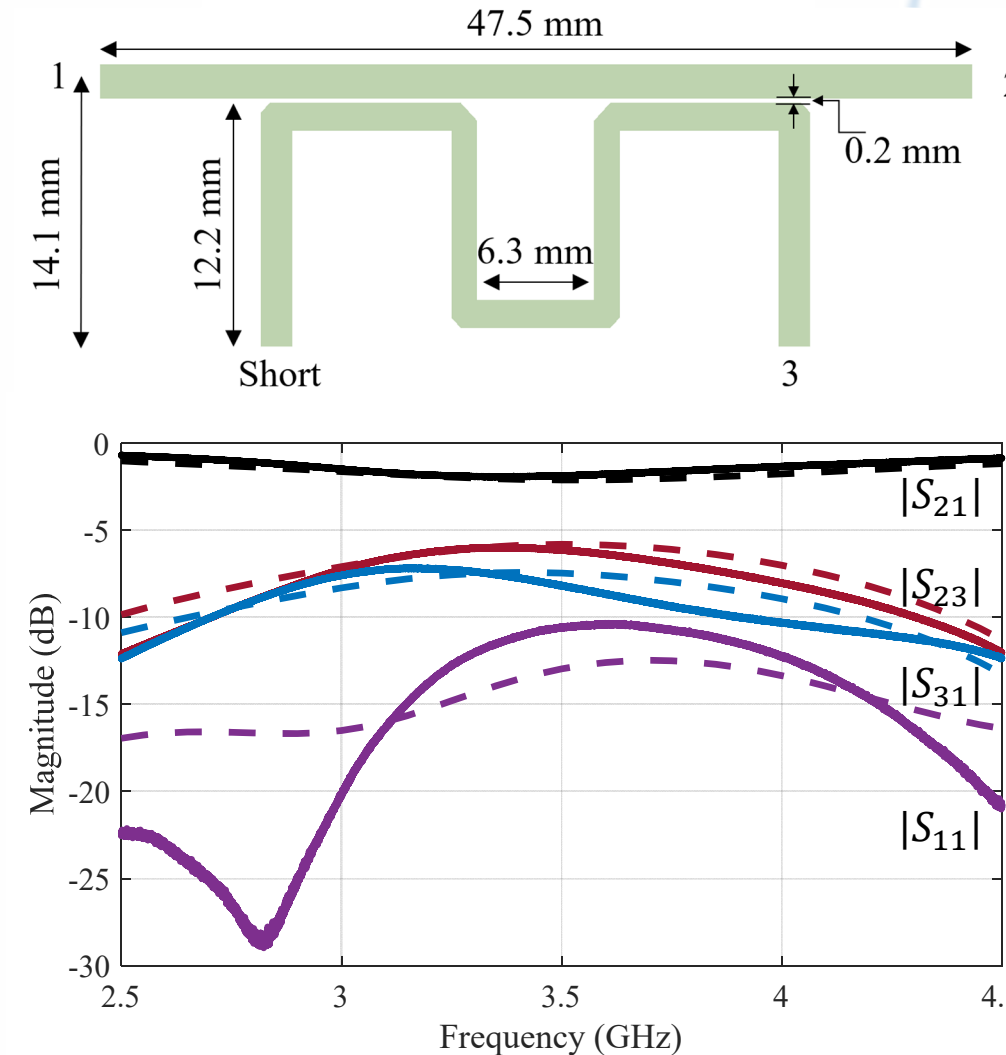 47.5 mm
1
0.2 mm
14.1 mm
12.2 mm
6.3 mm
Short
3
0
-5
-10
-15
-20
-25
-30
Magnitude (dB)
|S₂₁|
|S₂₃|
|S₃₁|
|S₁₁|
2.5
3
3.5
4
4.
Frequency (GHz)